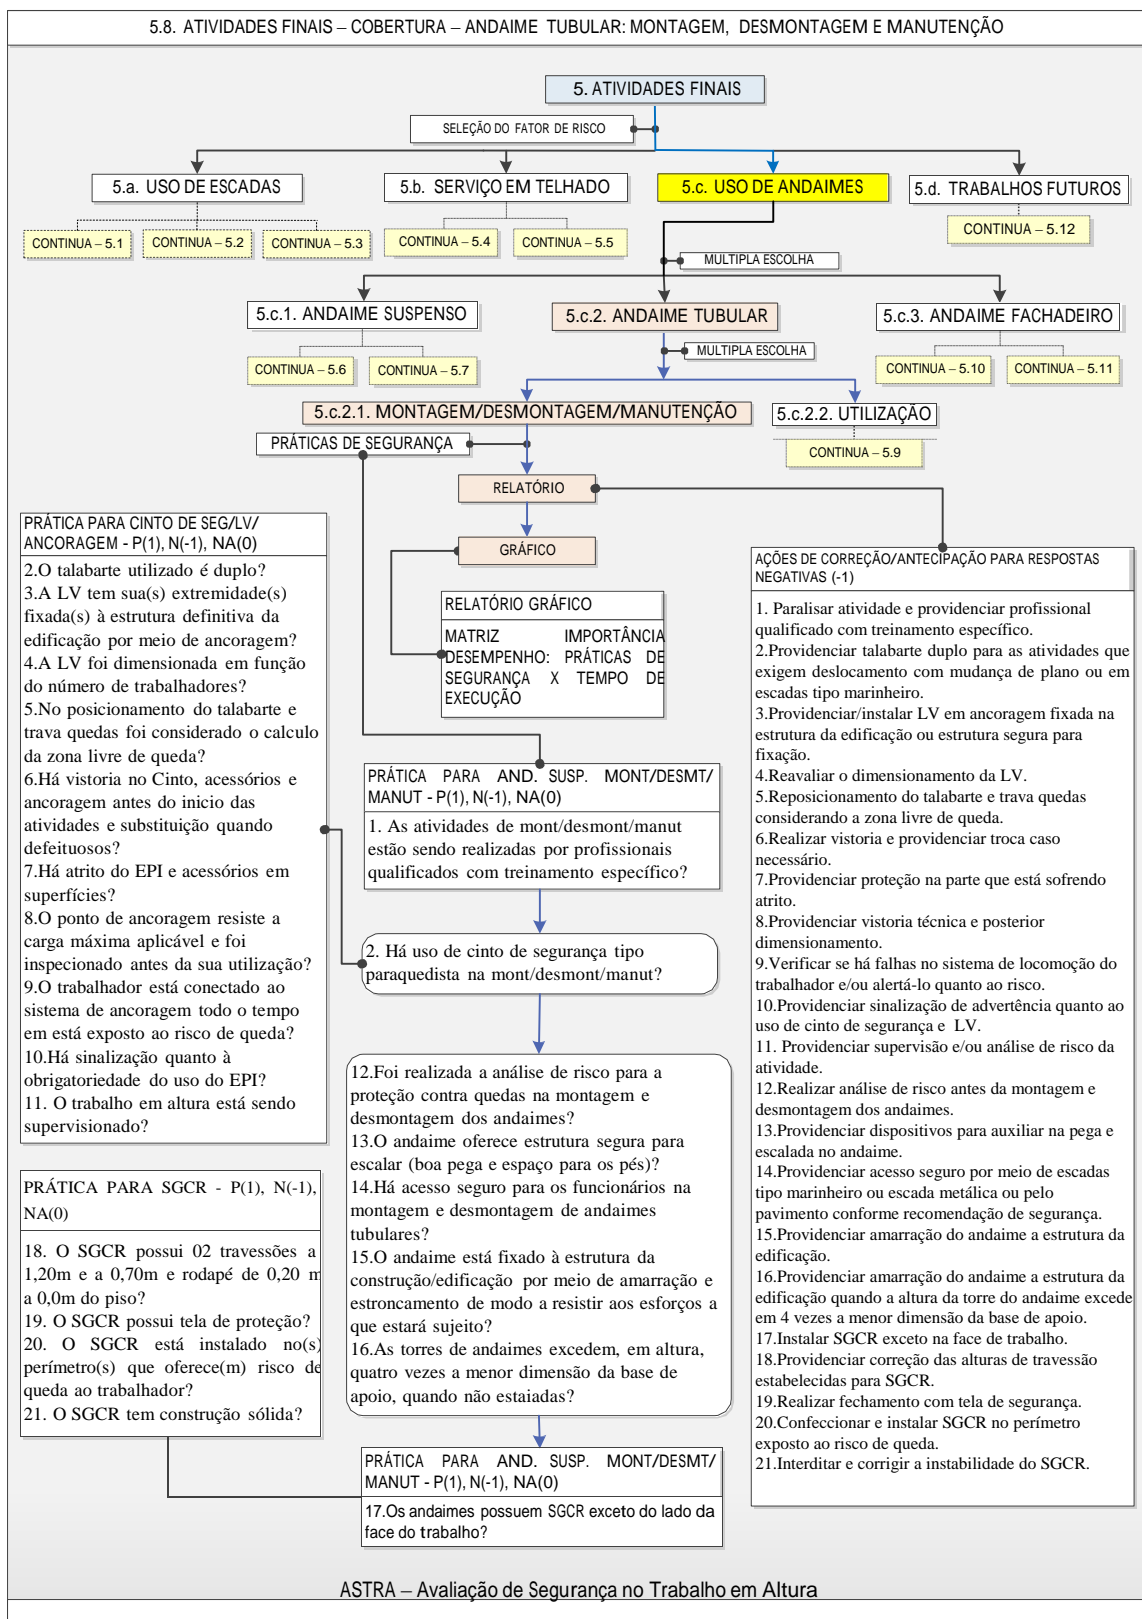 5.8. ATIVIDADES FINAIS – COBERTURA – ANDAIME TUBULAR: MONTAGEM, DESMONTAGEM E MANUTENÇÃO
5. ATIVIDADES FINAIS
SELEÇÃO DO FATOR DE RISCO
5.a. USO DE ESCADAS
5.b. SERVIÇO EM TELHADO
5.c. USO DE ANDAIMES
5.d. TRABALHOS FUTUROS
CONTINUA – 5.1
CONTINUA – 5.2
CONTINUA – 5.3
CONTINUA – 5.4
CONTINUA – 5.5
CONTINUA – 5.12
MULTIPLA ESCOLHA
5.c.1. ANDAIME SUSPENSO
5.c.2. ANDAIME TUBULAR
5.c.3. ANDAIME FACHADEIRO
MULTIPLA ESCOLHA
CONTINUA – 5.6
CONTINUA – 5.7
CONTINUA – 5.10
CONTINUA – 5.11
5.c.2.1. MONTAGEM/DESMONTAGEM/MANUTENÇÃO
5.c.2.2. UTILIZAÇÃO
PRÁTICAS DE SEGURANÇA
CONTINUA – 5.9
RELATÓRIO
GRÁFICO
RELATÓRIO GRÁFICO
MATRIZ IMPORTÂNCIA
DESEMPENHO: PRÁTICAS DE
SEGURANÇA X TEMPO DE
EXECUÇÃO
PRÁTICA PARA CINTO DE SEG/LV/
ANCORAGEM - P(1), N(-1), NA(0)
2.O talabarte utilizado é duplo?
3.A LV tem sua(s) extremidade(s)
fixada(s) à estrutura definitiva da
edificação por meio de ancoragem?
4.A LV foi dimensionada em função
do número de trabalhadores?
5.No posicionamento do talabarte e
trava quedas foi considerado o calculo
da zona livre de queda?
6.Há vistoria no Cinto, acessórios e
ancoragem antes do inicio das
atividades e substituição quando
defeituosos?
7.Há atrito do EPI e acessórios em
superfícies?
8.O ponto de ancoragem resiste a
carga máxima aplicável e foi
inspecionado antes da sua utilização?
9.O trabalhador está conectado ao
sistema de ancoragem todo o tempo
em está exposto ao risco de queda?
10.Há sinalização quanto à
obrigatoriedade do uso do EPI?
11. O trabalho em altura está sendo
supervisionado?
PRÁTICA PARA SGCR - P(1), N(-1),
NA(0)
18. O SGCR possui 02 travessões a
1,20m e a 0,70m e rodapé de 0,20 m
a 0,0m do piso?
19. O SGCR possui tela de proteção?
20. O SGCR está instalado no(s)
perímetro(s) que oferece(m) risco de
queda ao trabalhador?
21. O SGCR tem construção sólida?
PRÁTICA PARA AND. SUSP. MONT/DESMT/
MANUT - P(1), N(-1), NA(0)
1. As atividades de mont/desmont/manut
estão sendo realizadas por profissionais
qualificados com treinamento específico?
2. Há uso de cinto de segurança tipo
paraquedista na mont/desmont/manut?
12.Foi realizada a análise de risco para a
proteção contra quedas na montagem e
desmontagem dos andaimes?
13.O andaime oferece estrutura segura para
escalar (boa pega e espaço para os pés)?
14.Há acesso seguro para os funcionários na
montagem e desmontagem de andaimes
tubulares?
15.O andaime está fixado à estrutura da
construção/edificação por meio de amarração e
estroncamento de modo a resistir aos esforços a
que estará sujeito?
16.As torres de andaimes excedem, em altura,
quatro vezes a menor dimensão da base de
apoio, quando não estaiadas?
PRÁTICA PARA AND. SUSP. MONT/DESMT/
MANUT - P(1), N(-1), NA(0)
17.Os andaimes possuem SGCR exceto do lado da
face do trabalho?
AÇÕES DE CORREÇÃO/ANTECIPAÇÃO PARA RESPOSTAS
NEGATIVAS (-1)
1. Paralisar atividade e providenciar profissional
qualificado com treinamento específico.
2.Providenciar talabarte duplo para as atividades que
exigem deslocamento com mudança de plano ou em
escadas tipo marinheiro.
3.Providenciar/instalar LV em ancoragem fixada na
estrutura da edificação ou estrutura segura para
fixação.
4.Reavaliar o dimensionamento da LV.
5.Reposicionamento do talabarte e trava quedas
considerando a zona livre de queda.
6.Realizar vistoria e providenciar troca caso
necessário.
7.Providenciar proteção na parte que está sofrendo
atrito.
8.Providenciar vistoria técnica e posterior
dimensionamento.
9.Verificar se há falhas no sistema de locomoção do
trabalhador e/ou alertá-lo quanto ao risco.
10.Providenciar sinalização de advertência quanto ao
uso de cinto de segurança e LV.
11. Providenciar supervisão e/ou análise de risco da
atividade.
12.Realizar análise de risco antes da montagem e
desmontagem dos andaimes.
13.Providenciar dispositivos para auxiliar na pega e
escalada no andaime.
14.Providenciar acesso seguro por meio de escadas
tipo marinheiro ou escada metálica ou pelo
pavimento conforme recomendação de segurança.
15.Providenciar amarração do andaime a estrutura da
edificação.
16.Providenciar amarração do andaime a estrutura da
edificação quando a altura da torre do andaime excede
em 4 vezes a menor dimensão da base de apoio.
17.Instalar SGCR exceto na face de trabalho.
18.Providenciar correção das alturas de travessão
estabelecidas para SGCR.
19.Realizar fechamento com tela de segurança.
20.Confeccionar e instalar SGCR no perímetro
exposto ao risco de queda.
21.Interditar e corrigir a instabilidade do SGCR.
ASTRA – Avaliação de Segurança no Trabalho em Altura